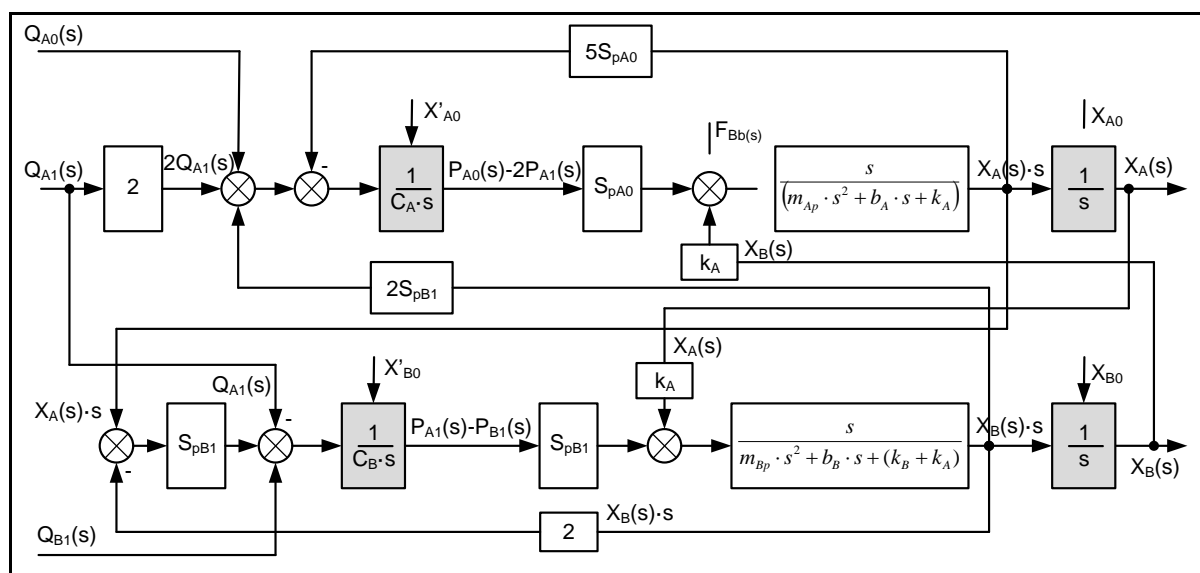 Q_A0(s)
5S_pA0
X'_A0
F_Bb(s)
X_A0
Q_A1(s)
2
2Q_A1(s)
-
1
C_A·s
P_A0(s)-2P_A1(s)
S_pA0
s
(m_Ap · s² + b_A · s + k_A)
X_A(s)·s
1
s
X_A(s)
k_A
X_B(s)
2S_pB1
X'_B0
X_A(s)
k_A
X_B0
Q_A1(s)
-
X_A(s)·s
-
S_pB1
1
C_B·s
P_A1(s)-P_B1(s)
S_pB1
s
m_Bp · s² + b_B · s + (k_B + k_A)
X_B(s)·s
1
s
X_B(s)
2
X_B(s)·s
Q_B1(s)